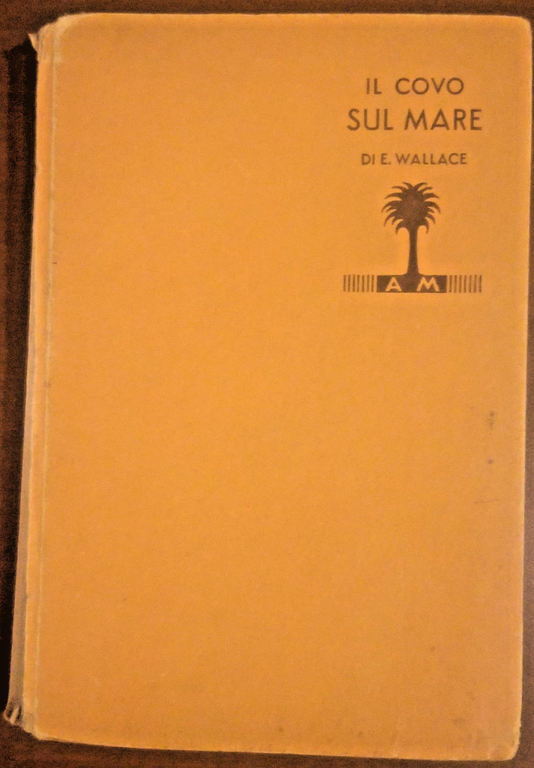 IL COVO
SUL MARE
DI E. WALLACE
A M